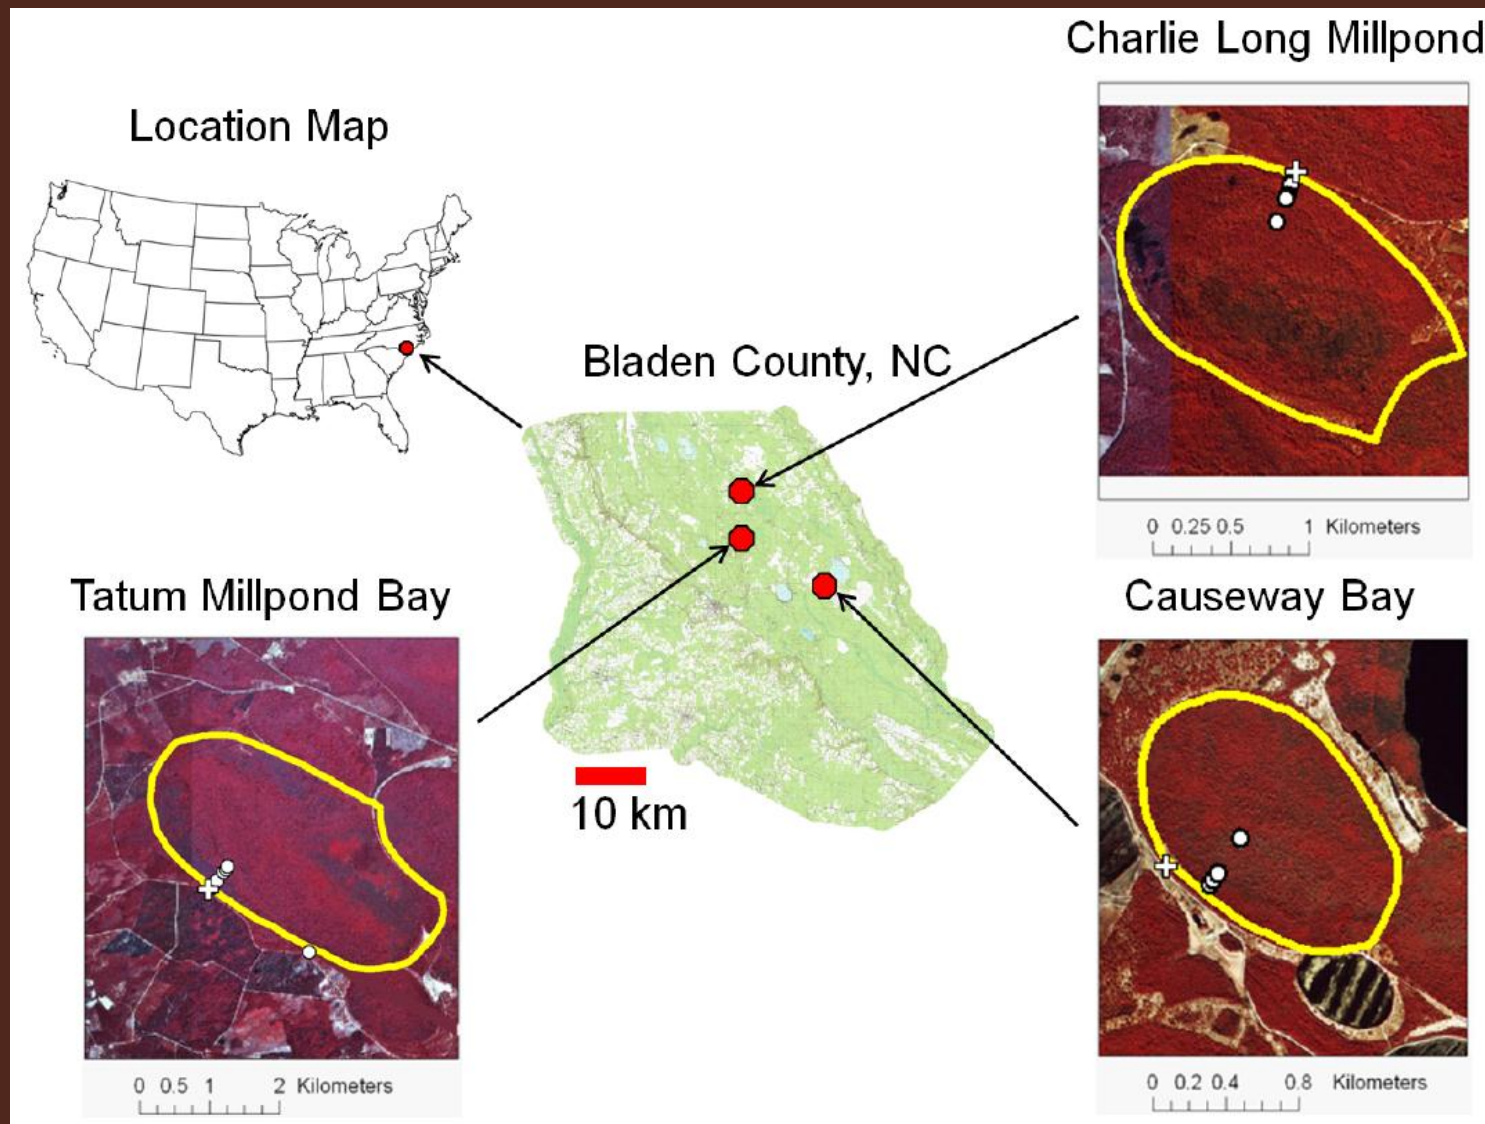 Charlie Long Millpond
Location Map
0 0.25 0.5 1 Kilometers
Bladen County, NC
10 km
Tatum Millpond Bay
0 0.5 1 2 Kilometers
Causeway Bay
0 0.2 0.4 0.8 Kilometers